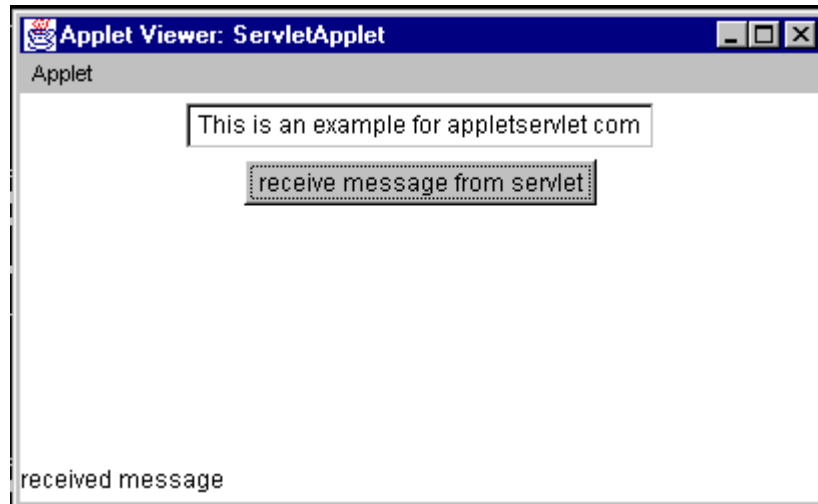 Applet Viewer: ServletApplet
Applet
This is an example for appletservlet com
receive message from servlet
received message